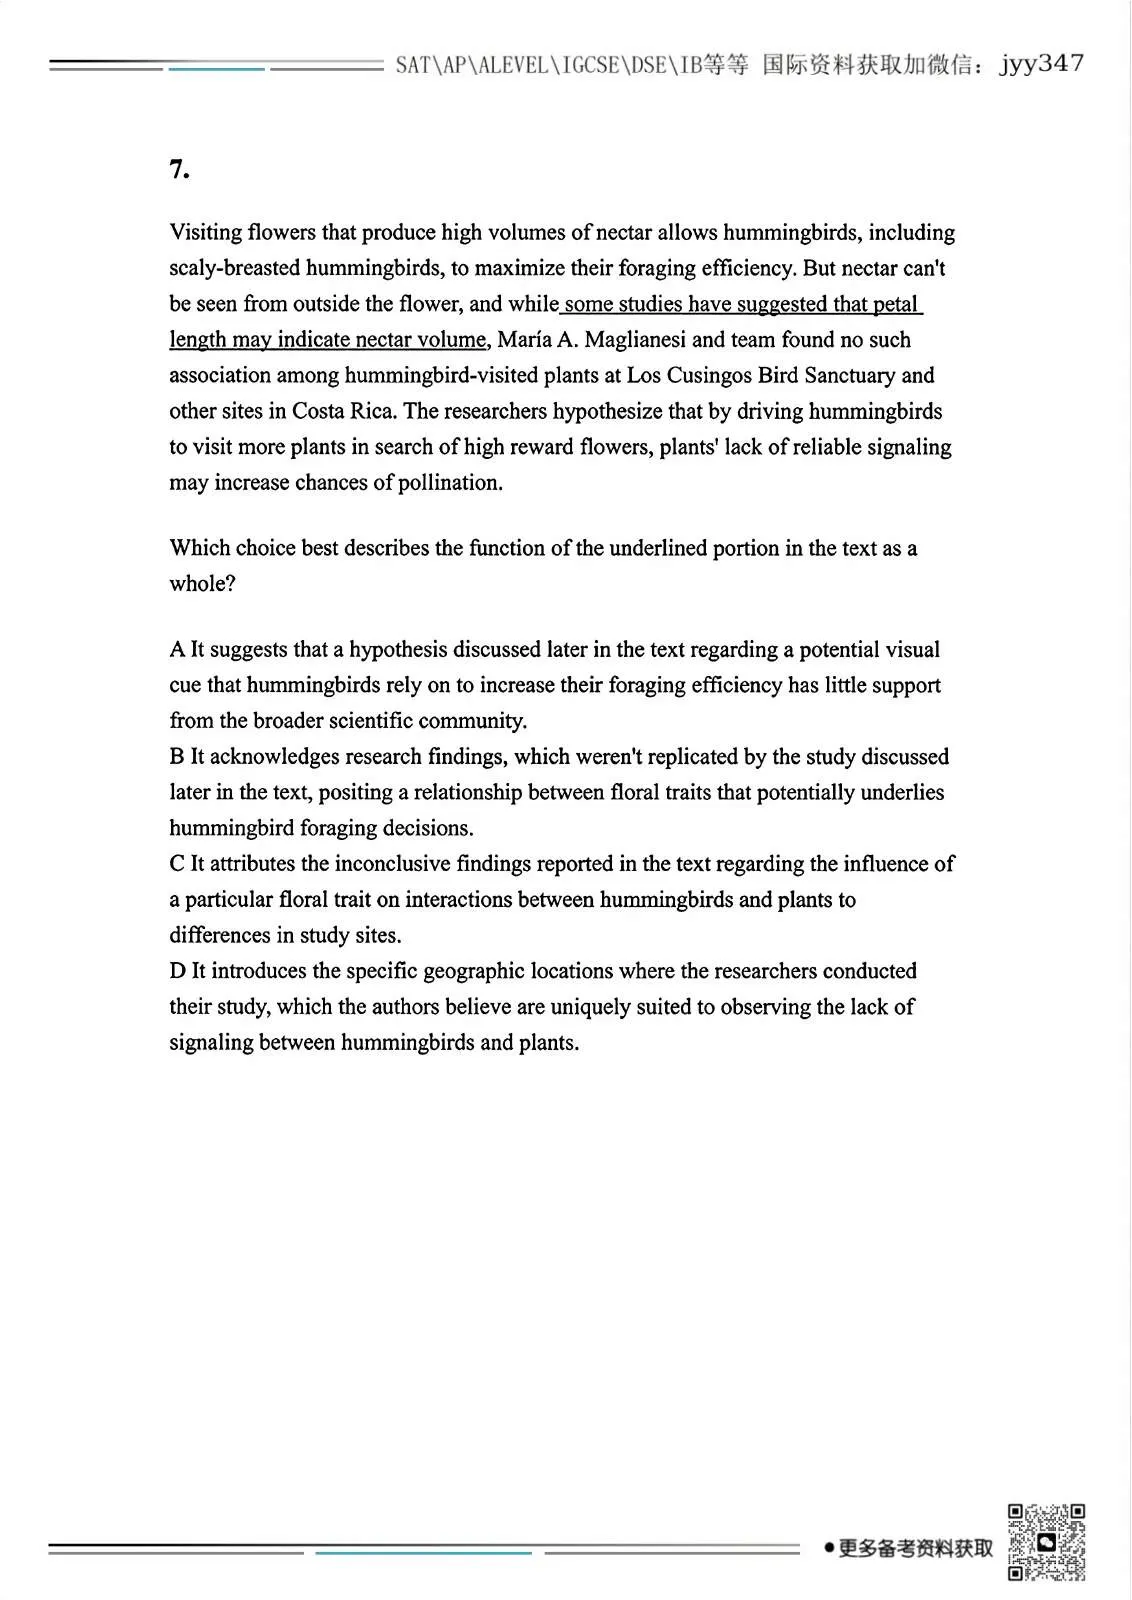 SAT\AP\ALEVEL\IGCSE\DSE\IB等等 国际资料获取加微信：jyy347
7.
Visiting flowers that produce high volumes of nectar allows hummingbirds, including
scaly-breasted hummingbirds, to maximize their foraging efficiency. But nectar can't
be seen from outside the flower, and while some studies have suggested that petal
length may indicate nectar volume, María A. Maglianesi and team found no such
association among hummingbird-visited plants at Los Cusingos Bird Sanctuary and
other sites in Costa Rica. The researchers hypothesize that by driving hummingbirds
to visit more plants in search of high reward flowers, plants' lack of reliable signaling
may increase chances of pollination.
Which choice best describes the function of the underlined portion in the text as a
whole?
A It suggests that a hypothesis discussed later in the text regarding a potential visual
cue that hummingbirds rely on to increase their foraging efficiency has little support
from the broader scientific community.
B It acknowledges research findings, which weren't replicated by the study discussed
later in the text, positing a relationship between floral traits that potentially underlies
hummingbird foraging decisions.
C It attributes the inconclusive findings reported in the text regarding the influence of
a particular floral trait on interactions between hummingbirds and plants to
differences in study sites.
D It introduces the specific geographic locations where the researchers conducted
their study, which the authors believe are uniquely suited to observing the lack of
signaling between hummingbirds and plants.
●更多备考资料获取